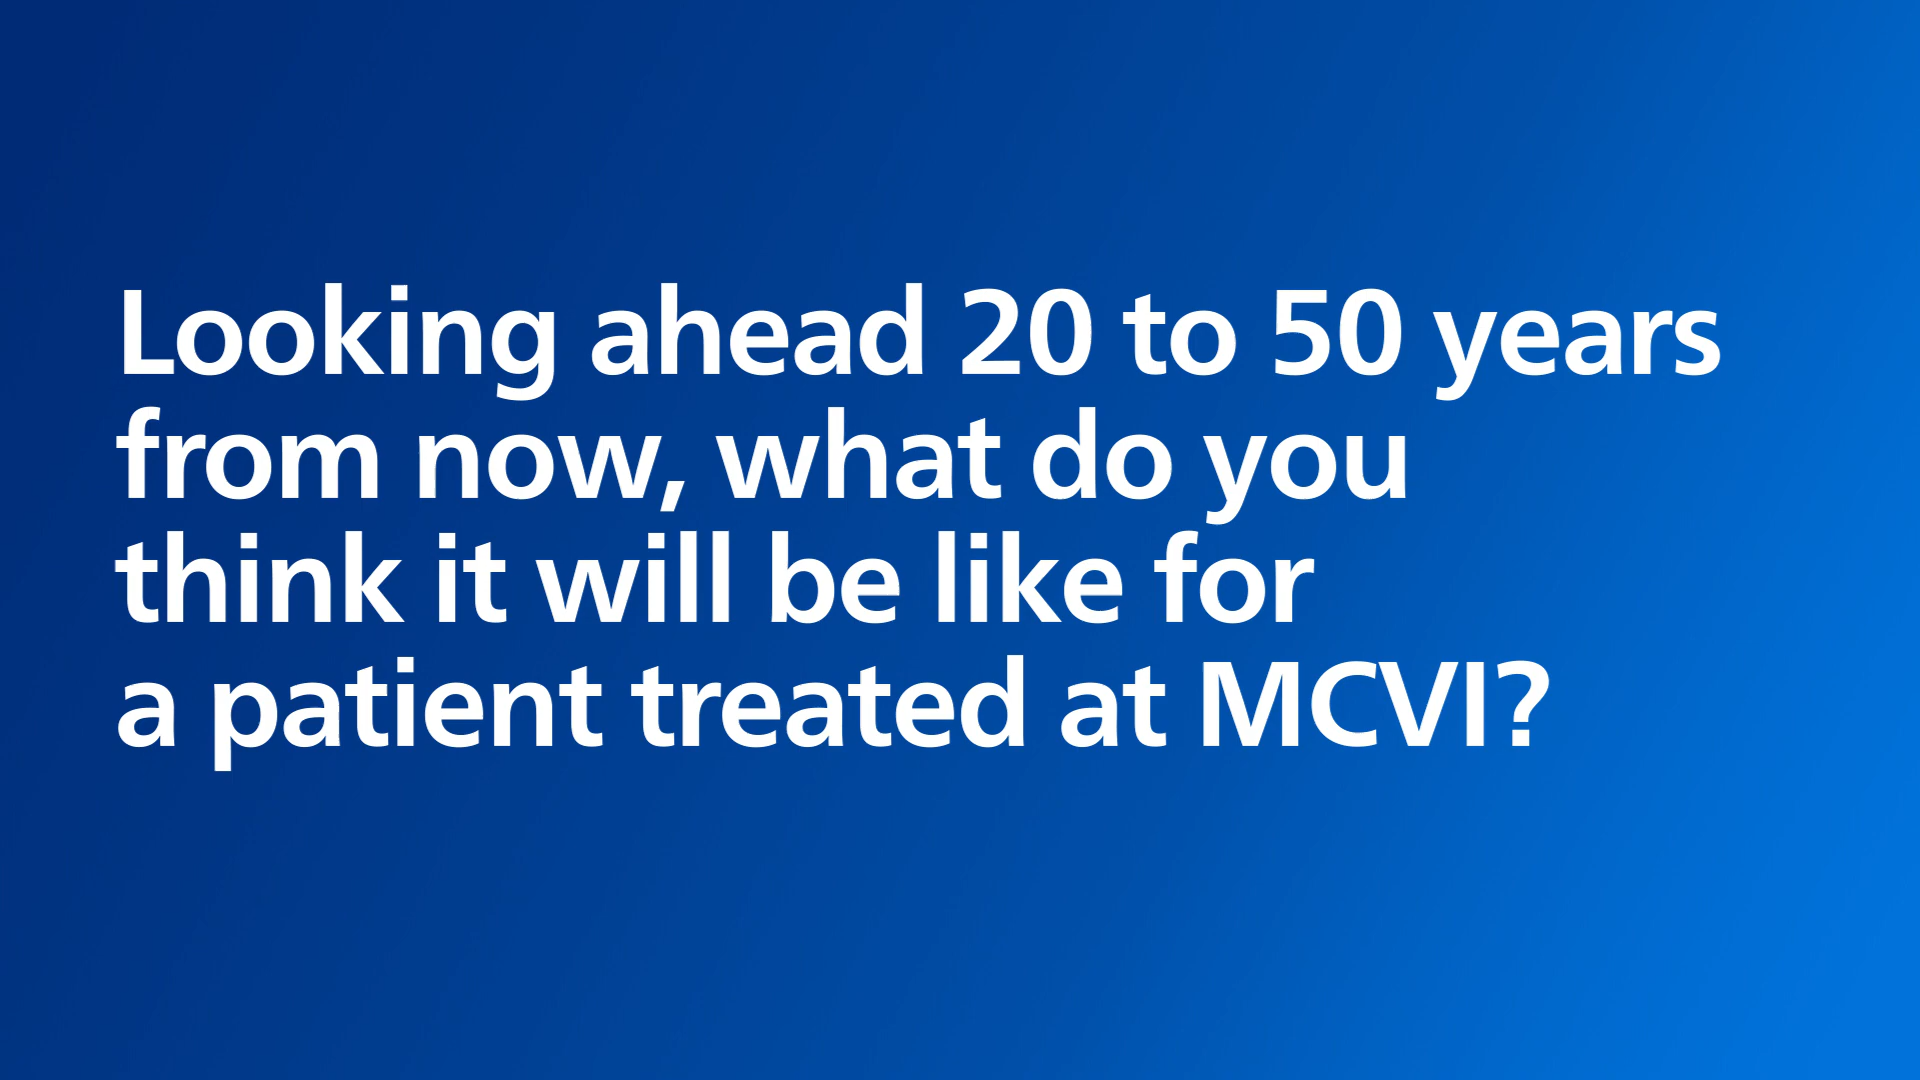 Looking ahead 20 to 50 years
from now, what do you
think it will be like for
a patient treated at MCVI?